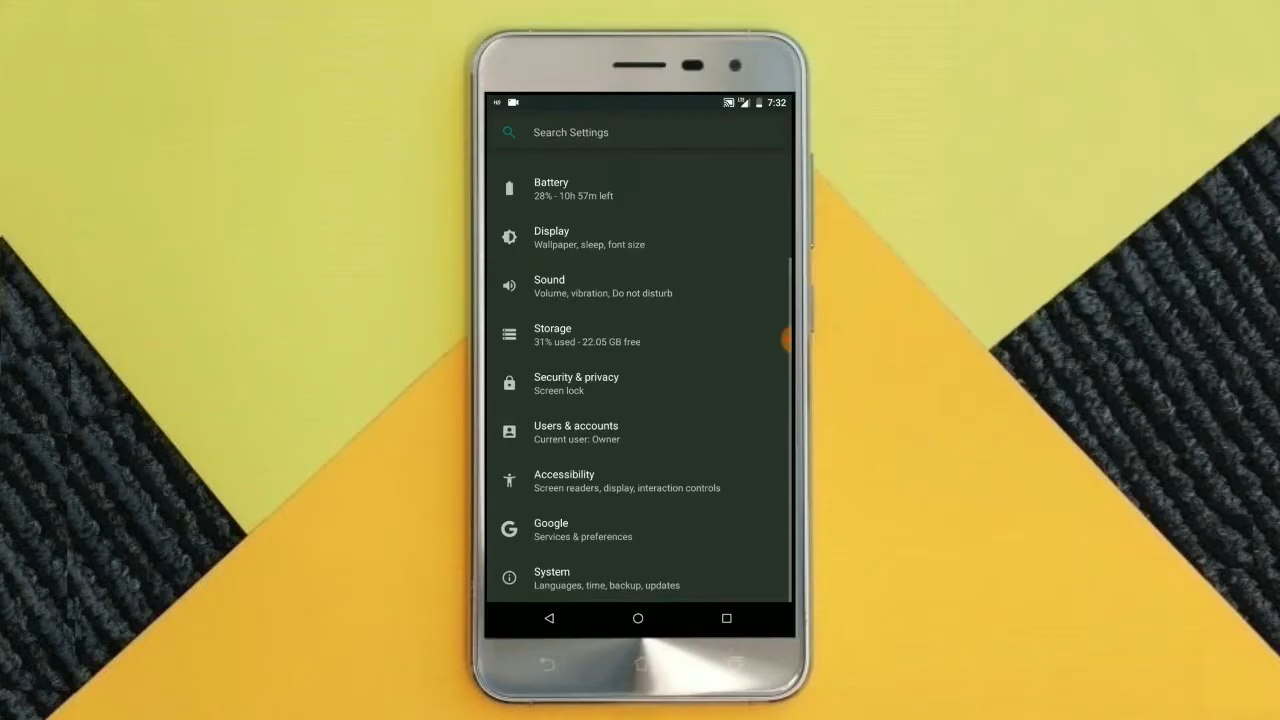 HD
LTE
7:32
Search Settings
Battery
28% - 10h 57m left
Display
Wallpaper, sleep, font size
Sound
Volume, vibration, Do not disturb
Storage
31% used - 22.05 GB free
Security & privacy
Screen lock
Users & accounts
Current user: Owner
Accessibility
Screen readers, display, interaction controls
Google
Services & preferences
System
Languages, time, backup, updates